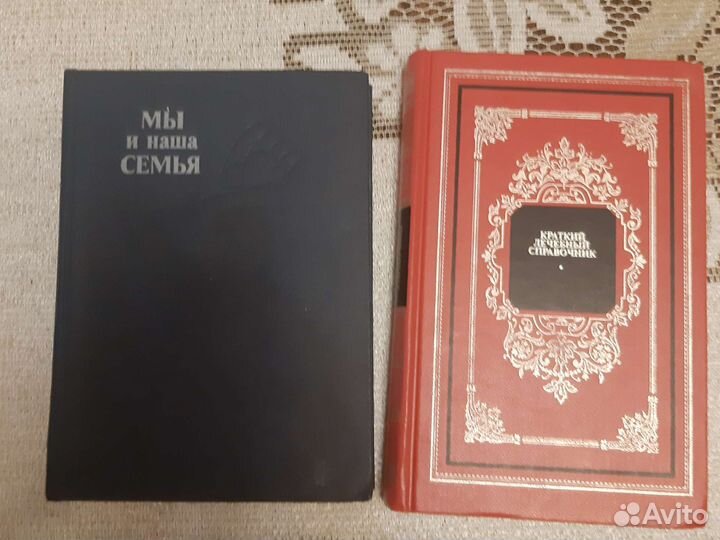 МЫ
и наша
СЕМЬЯ
КРАТКИЙ
ЛЕЧЕБНЫЙ
СПРАВОЧНИК
Avito